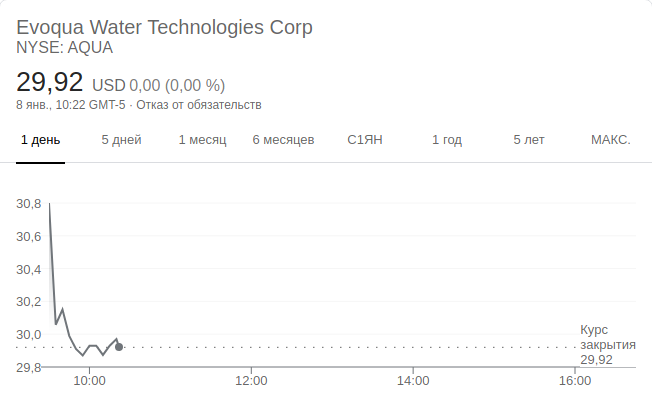 Evoqua Water Technologies Corp
NYSE: AQUA
29,92 USD 0,00 (0,00 %)
8 янв., 10:22 GMT-5 · Отказ от обязательств
1 день 5 дней 1 месяц 6 месяцев С1ЯН 1 год 5 лет МАКС.
30,8
30,6
30,4
30,2
30,0
Курс
закрытия
29,92
29,8
10:00 12:00 14:00 16:00